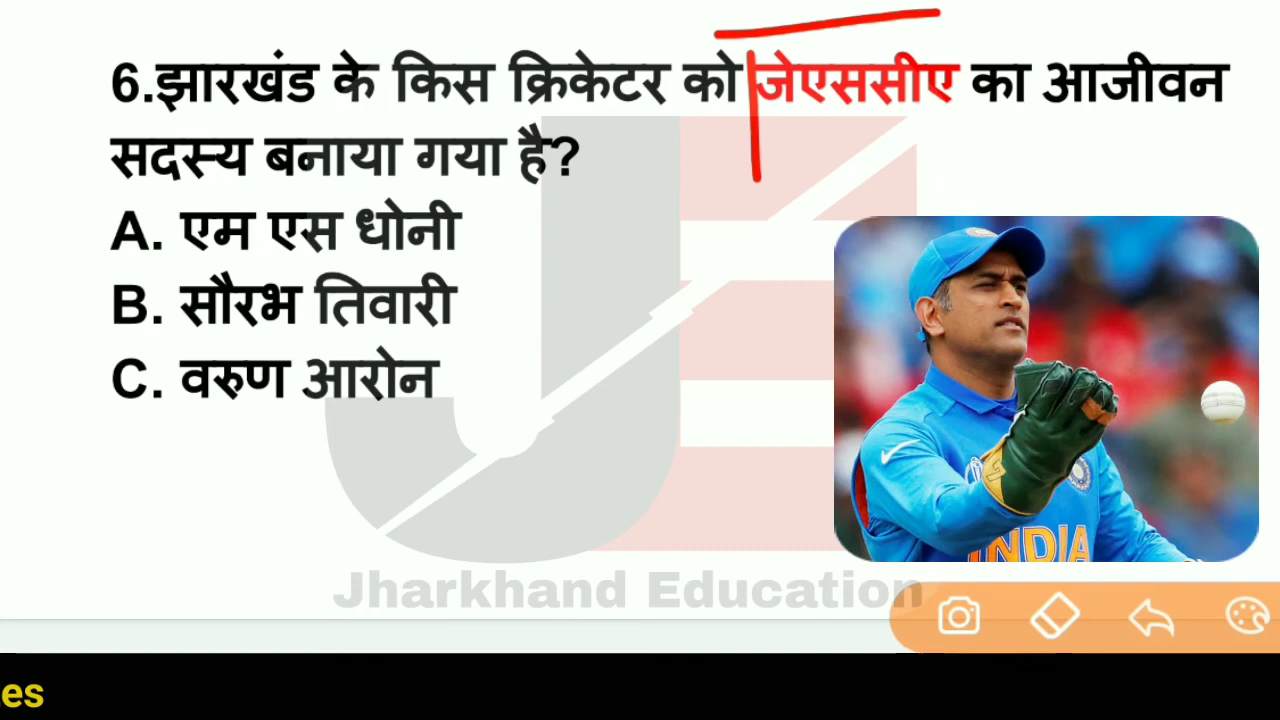 6.झारखंड के किस क्रिकेटर को जेएससीए का आजीवन
सदस्य बनाया गया है?
A. एम एस धोनी
B. सौरभ तिवारी
C. वरुण आरोन
INDIA
Jharkhand Education
es